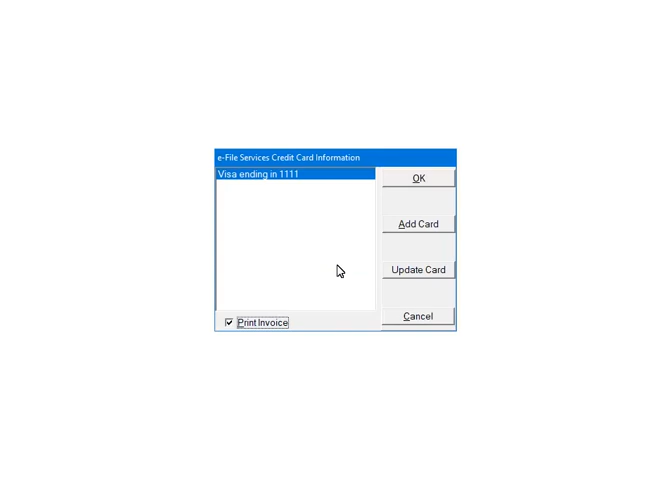 e-File Services Credit Card Information
Visa ending in 1111
OK
Add Card
Update Card
Cancel
Print Invoice